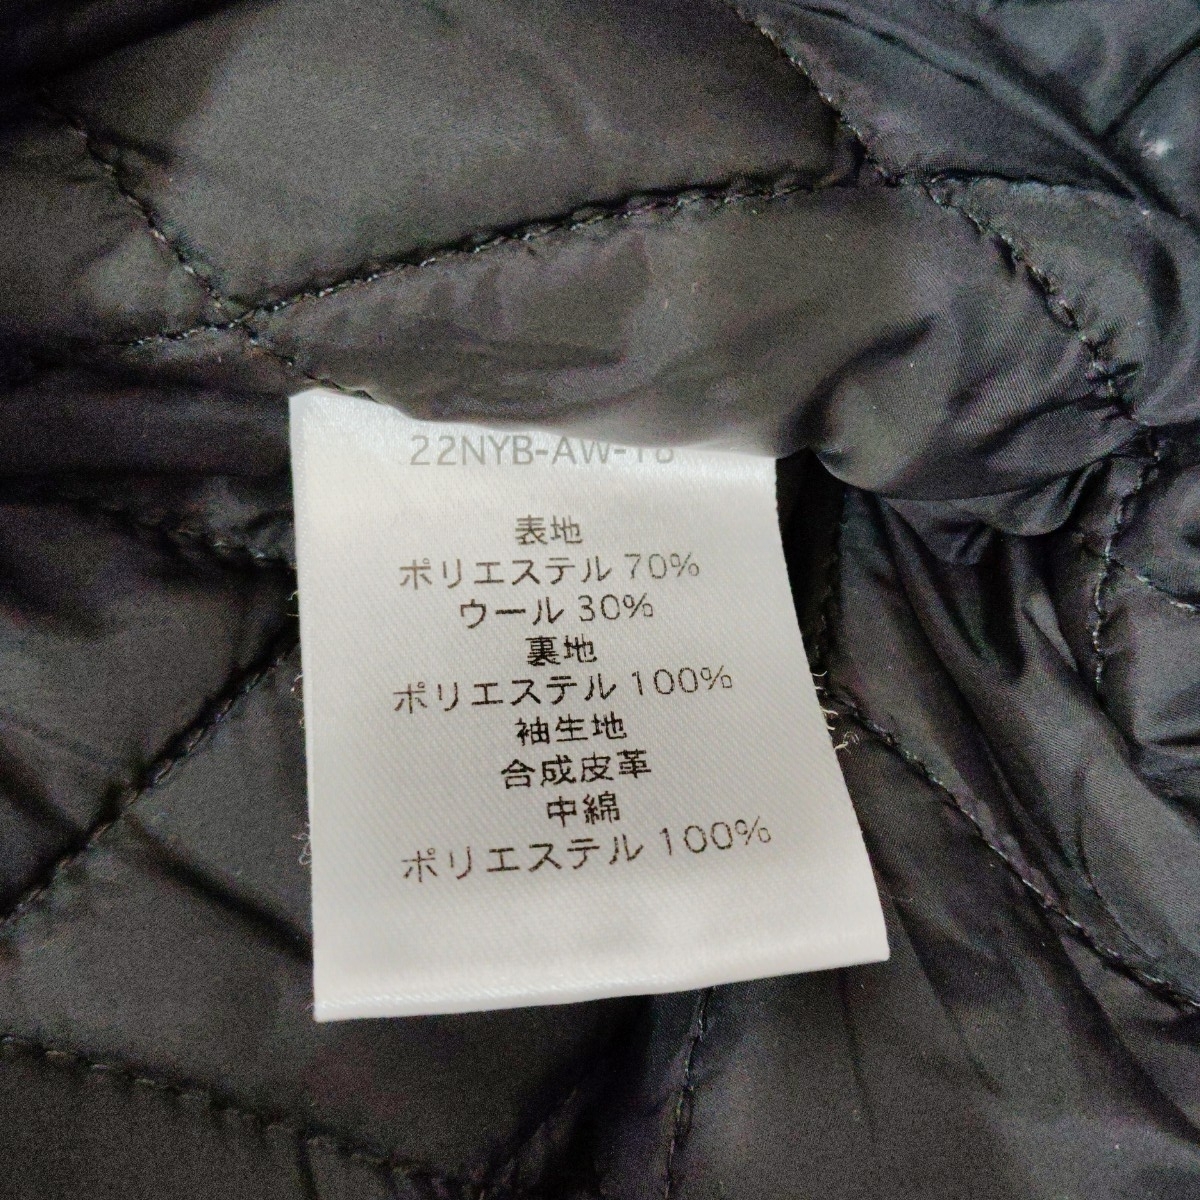 22NYB-AW-18
表地
ポリエステル 70%
ウール 30%
裏地
ポリエステル 100%
袖生地
合成皮革
中綿
ポリエステル 100%